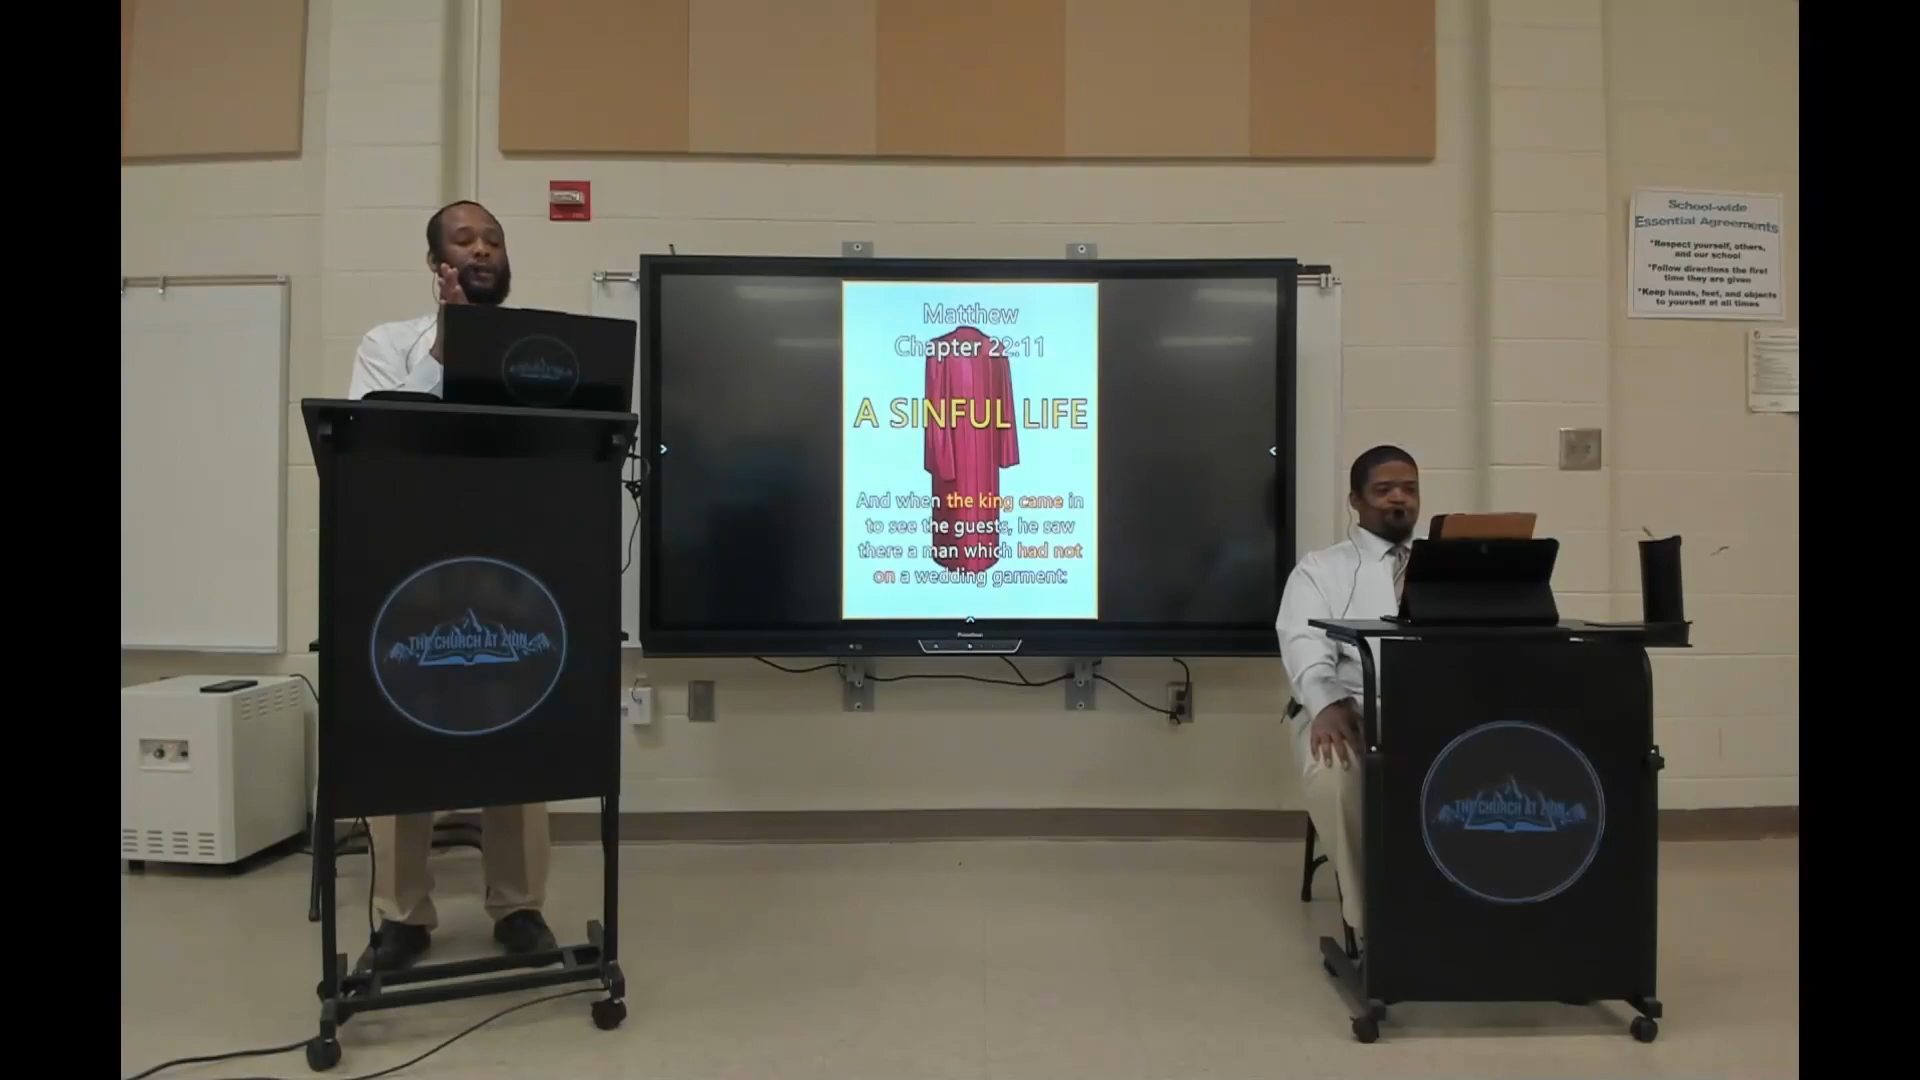 Matthew
Chapter 22:11
A SINFUL LIFE
And when the king came in
to see the guests, he saw
there a man which had not
on a wedding garment:
Promethean
School-wide
Essential Agreements
*Respect yourself, others,
and our school
*Follow directions the first
time they are given
*Keep hands, feet, and objects
to yourself at all times
THE CHURCH AT ZION
THE CHURCH AT ZION